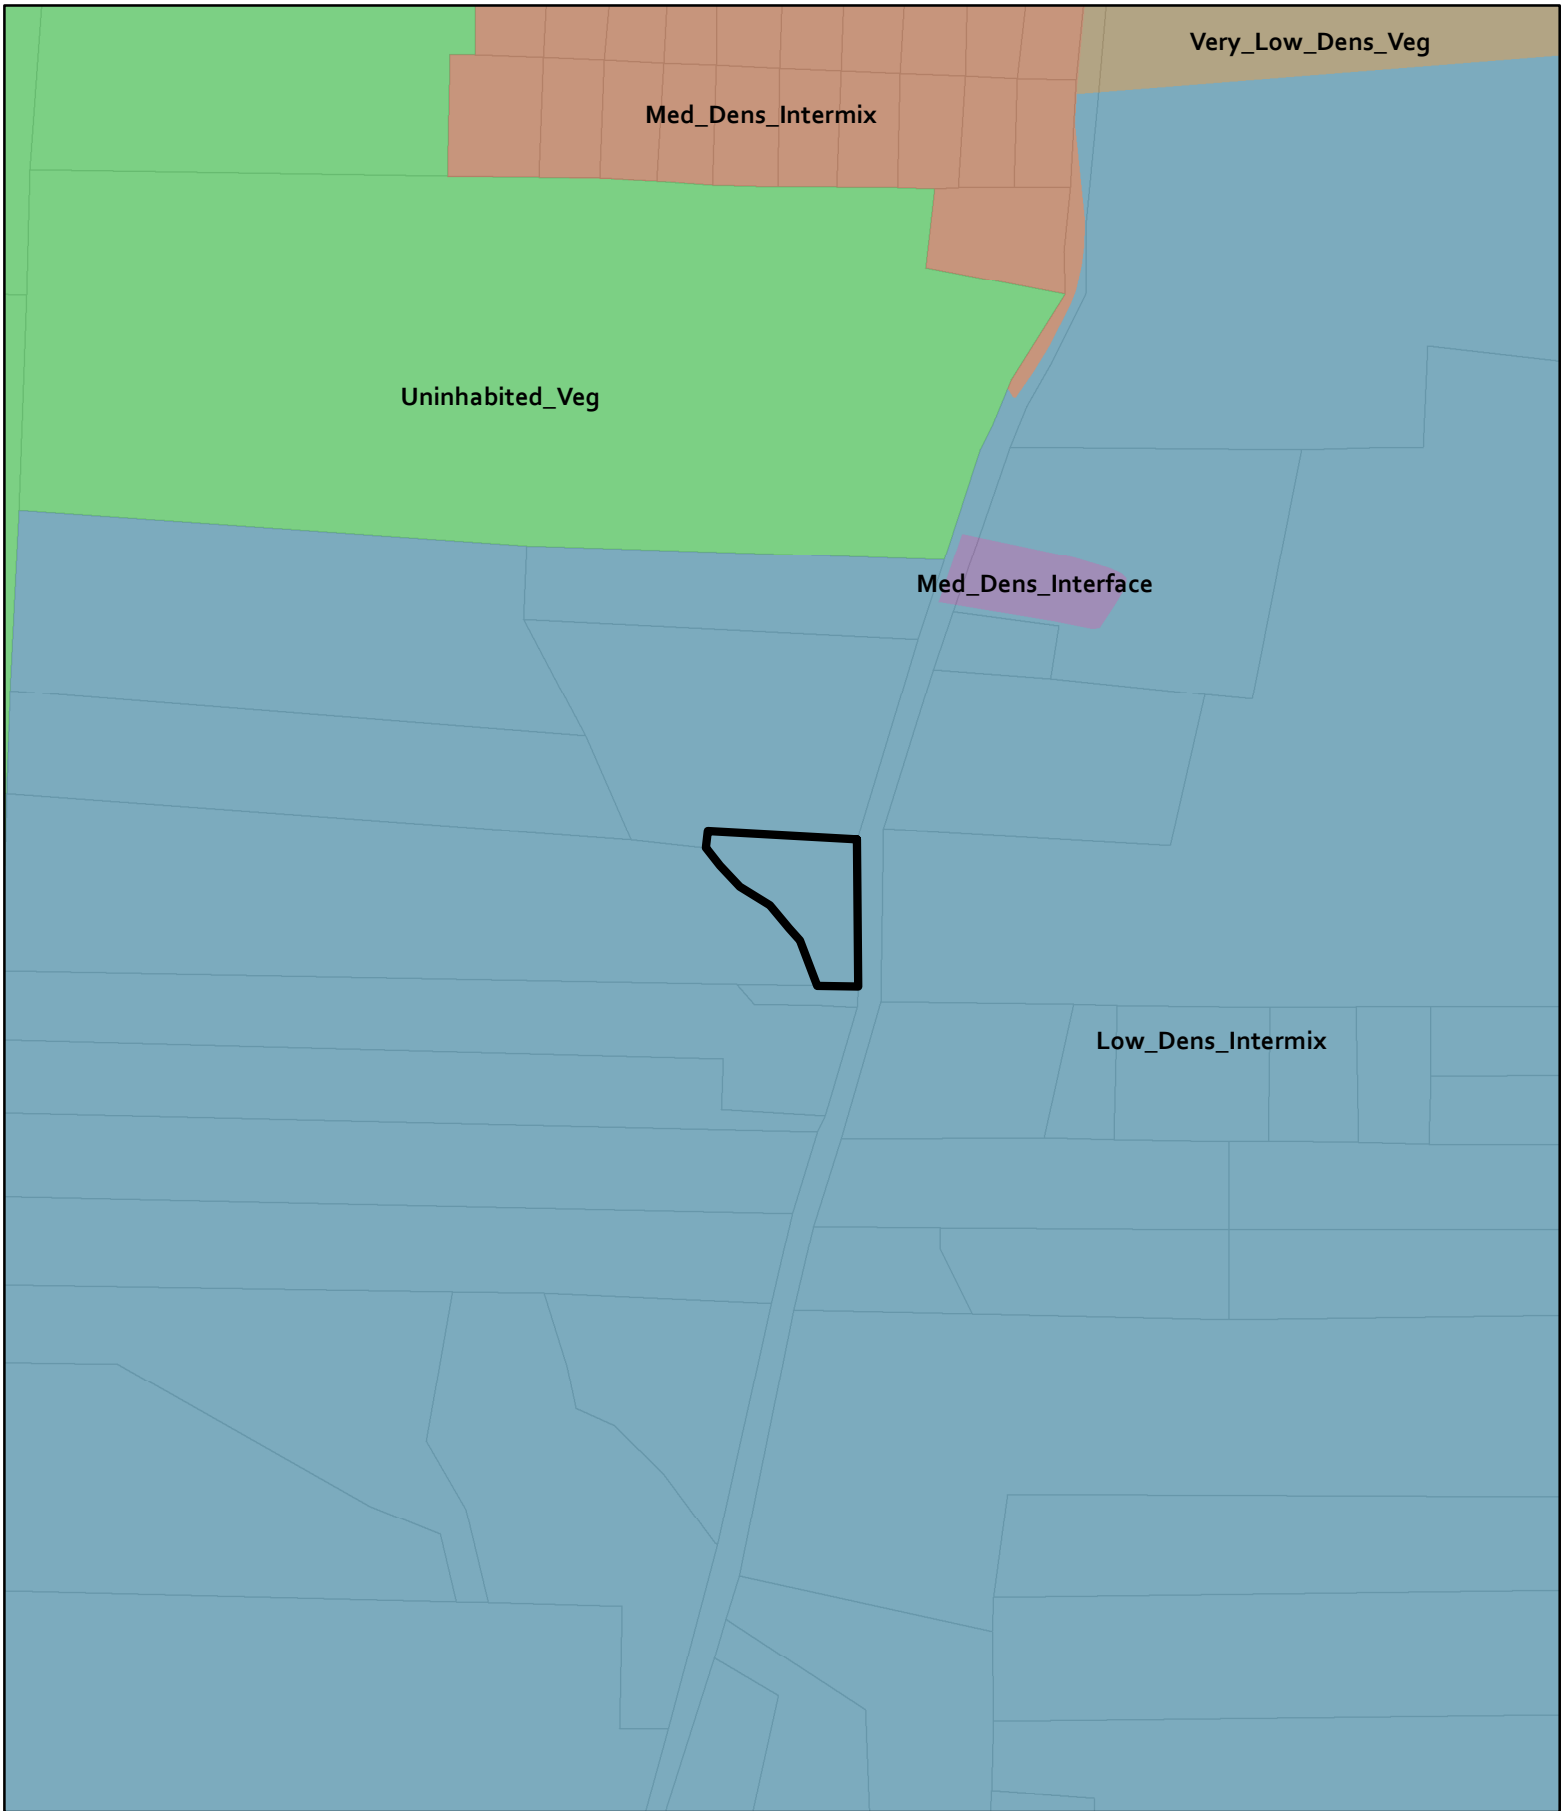 Very_Low_Dens_Veg
Med_Dens_Intermix
Uninhabited_Veg
Med_Dens_Interface
Low_Dens_Intermix